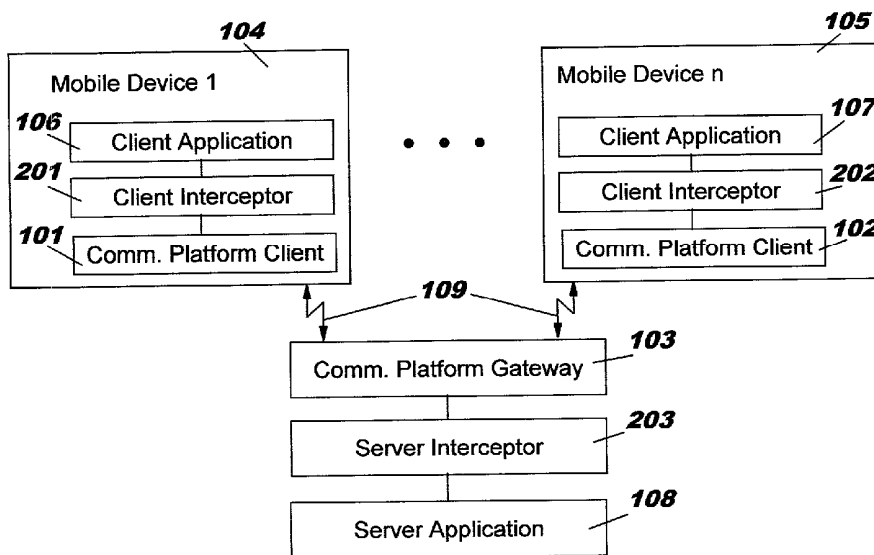 104
105
Mobile Device 1
Mobile Device n
106
Client Application
Client Application
107
201
Client Interceptor
Client Interceptor
202
101
Comm. Platform Client
Comm. Platform Client
102
109
103
Comm. Platform Gateway
203
Server Interceptor
108
Server Application